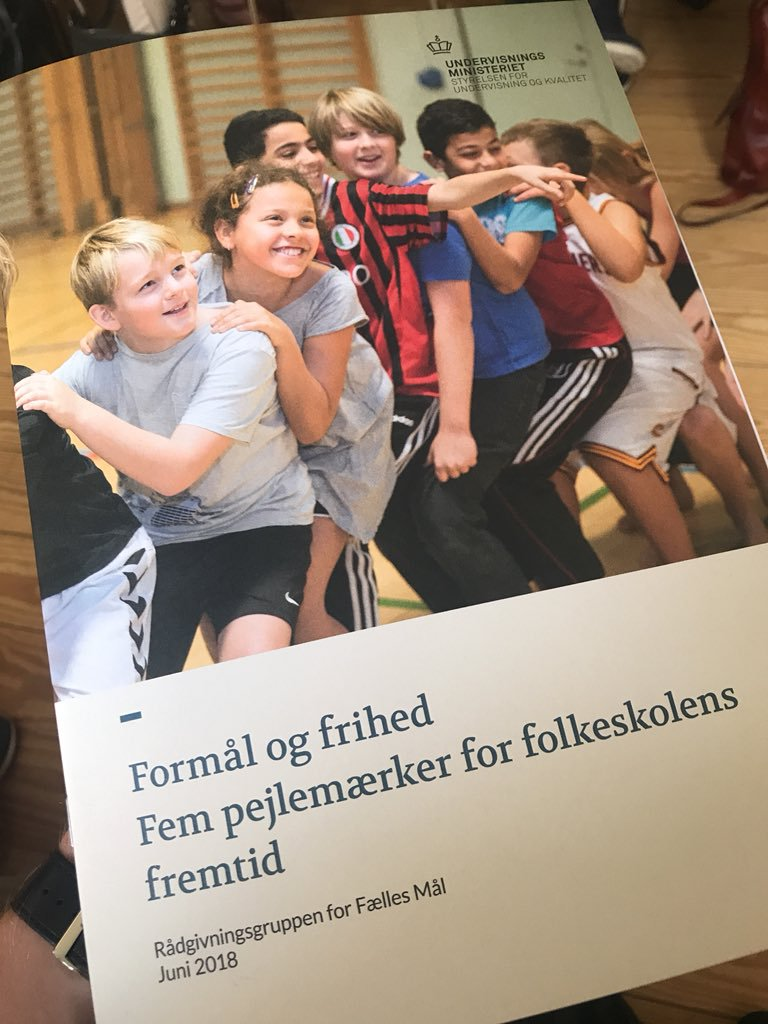 UNDERVISNINGS
MINISTERIET
STYRELSEN FOR
UNDERVISNING OG KVALITET
Formål og frihed
Fem pejlemærker for folkeskolens
fremtid
Rådgivningsgruppen for Fælles Mål
Juni 2018